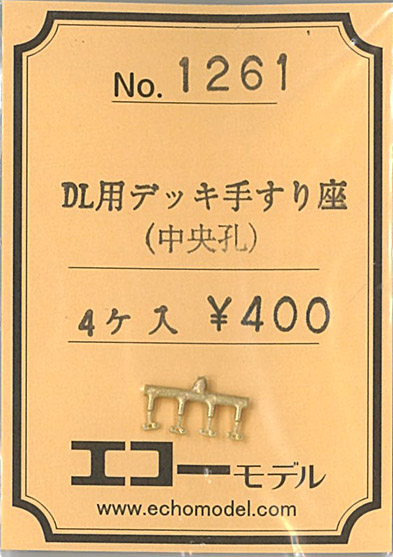 No. 1261
DL用デッキ手すり座
(中央孔)
4ケ入 ¥400
エコーモデル
www.echomodel.com